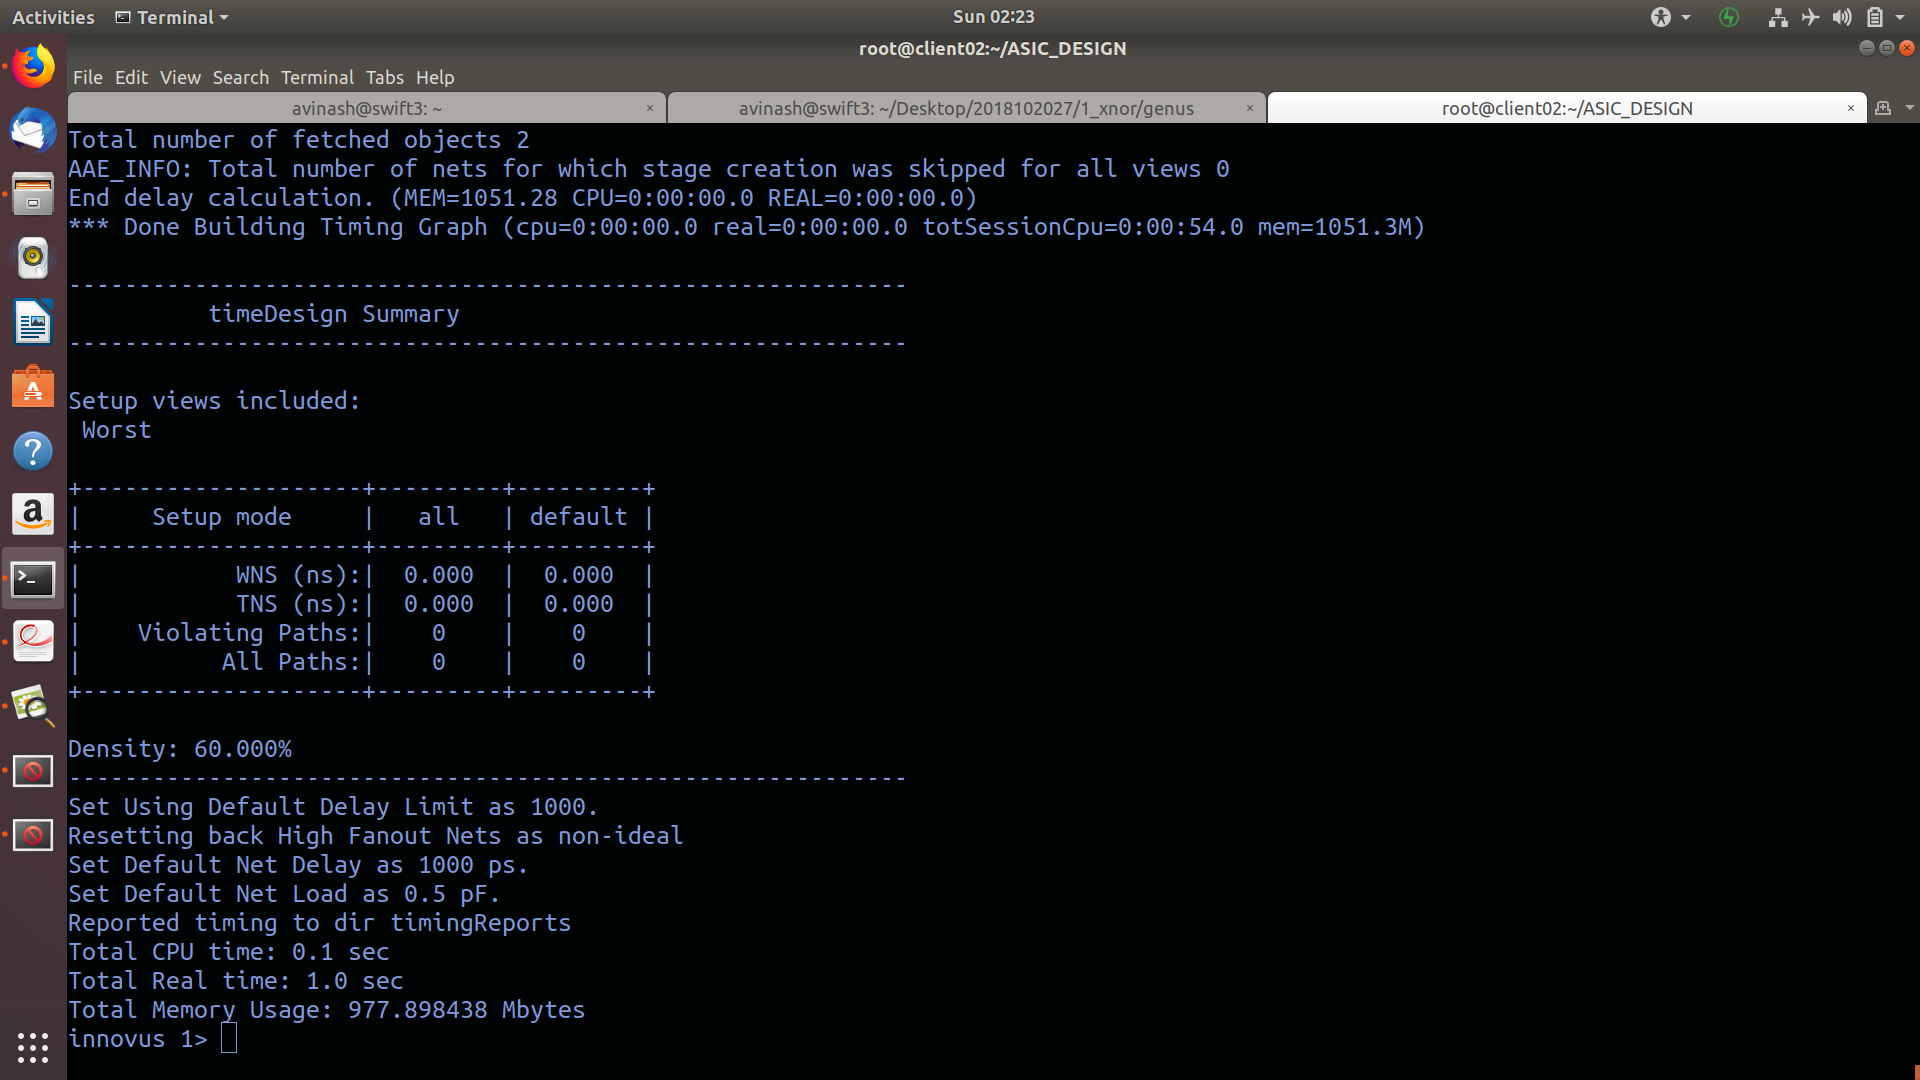 Activities Terminal Sun 02:23
root@client02:~/ASIC_DESIGN
File Edit View Search Terminal Tabs Help
avinash@swift3: ~ × avinash@swift3: ~/Desktop/2018102027/1_xnor/genus × root@client02:~/ASIC_DESIGN ×
Total number of fetched objects 2
AAE_INFO: Total number of nets for which stage creation was skipped for all views 0
End delay calculation. (MEM=1051.28 CPU=0:00:00.0 REAL=0:00:00.0)
*** Done Building Timing Graph (cpu=0:00:00.0 real=0:00:00.0 totSessionCpu=0:00:54.0 mem=1051.3M)
------------------------------------------------------------
          timeDesign Summary
------------------------------------------------------------
Setup views included:
 Worst
+--------------------+---------+---------+
|     Setup mode     |   all   | default |
+--------------------+---------+---------+
|           WNS (ns):|  0.000  |  0.000  |
|           TNS (ns):|  0.000  |  0.000  |
|    Violating Paths:|    0    |    0    |
|          All Paths:|    0    |    0    |
+--------------------+---------+---------+
Density: 60.000%
------------------------------------------------------------
Set Using Default Delay Limit as 1000.
Resetting back High Fanout Nets as non-ideal
Set Default Net Delay as 1000 ps.
Set Default Net Load as 0.5 pF.
Reported timing to dir timingReports
Total CPU time: 0.1 sec
Total Real time: 1.0 sec
Total Memory Usage: 977.898438 Mbytes
innovus 1>